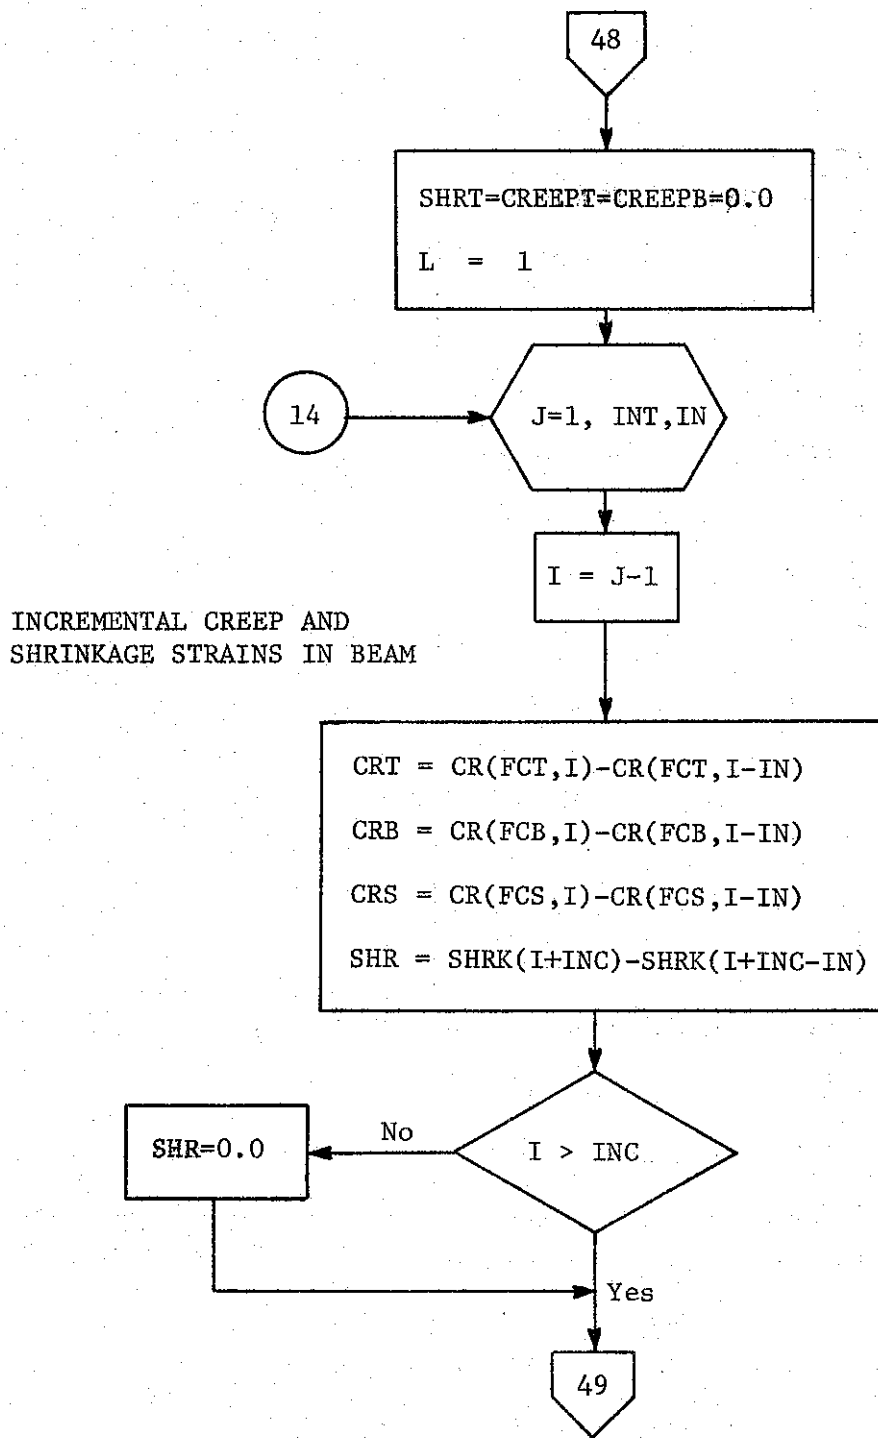 48
SHRT=CREEPT=CREEPB=0.0
L = 1
14
J=1, INT,IN
I = J-1
INCREMENTAL CREEP AND
SHRINKAGE STRAINS IN BEAM
CRT = CR(FCT,I)-CR(FCT,I-IN)
CRB = CR(FCB,I)-CR(FCB,I-IN)
CRS = CR(FCS,I)-CR(FCS,I-IN)
SHR = SHRK(I+INC)-SHRK(I+INC-IN)
SHR=0.0
No
I > INC
Yes
49